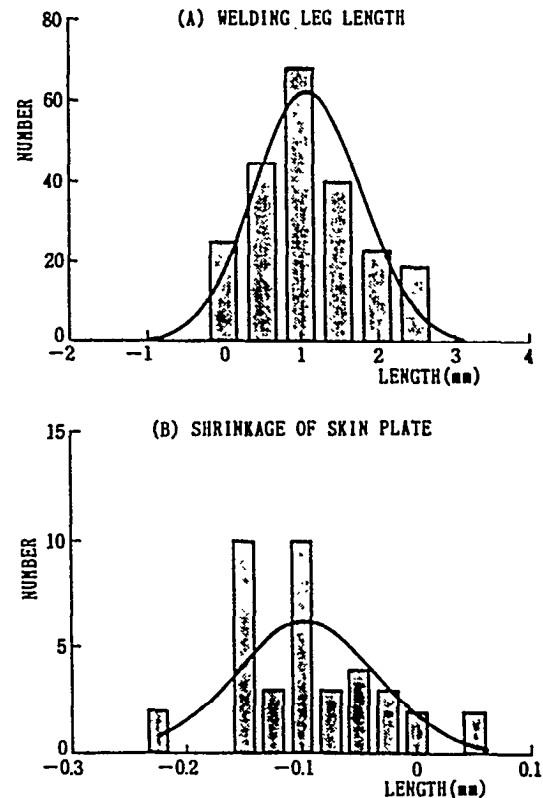 (A) WELDING LEG LENGTH
NUMBER
80
60
40
20
0
-2 -1 0 1 2 3 4
LENGTH(mm)
(B) SHRINKAGE OF SKIN PLATE
NUMBER
15
10
5
0
-0.3 -0.2 -0.1 0 0.1
LENGTH(mm)